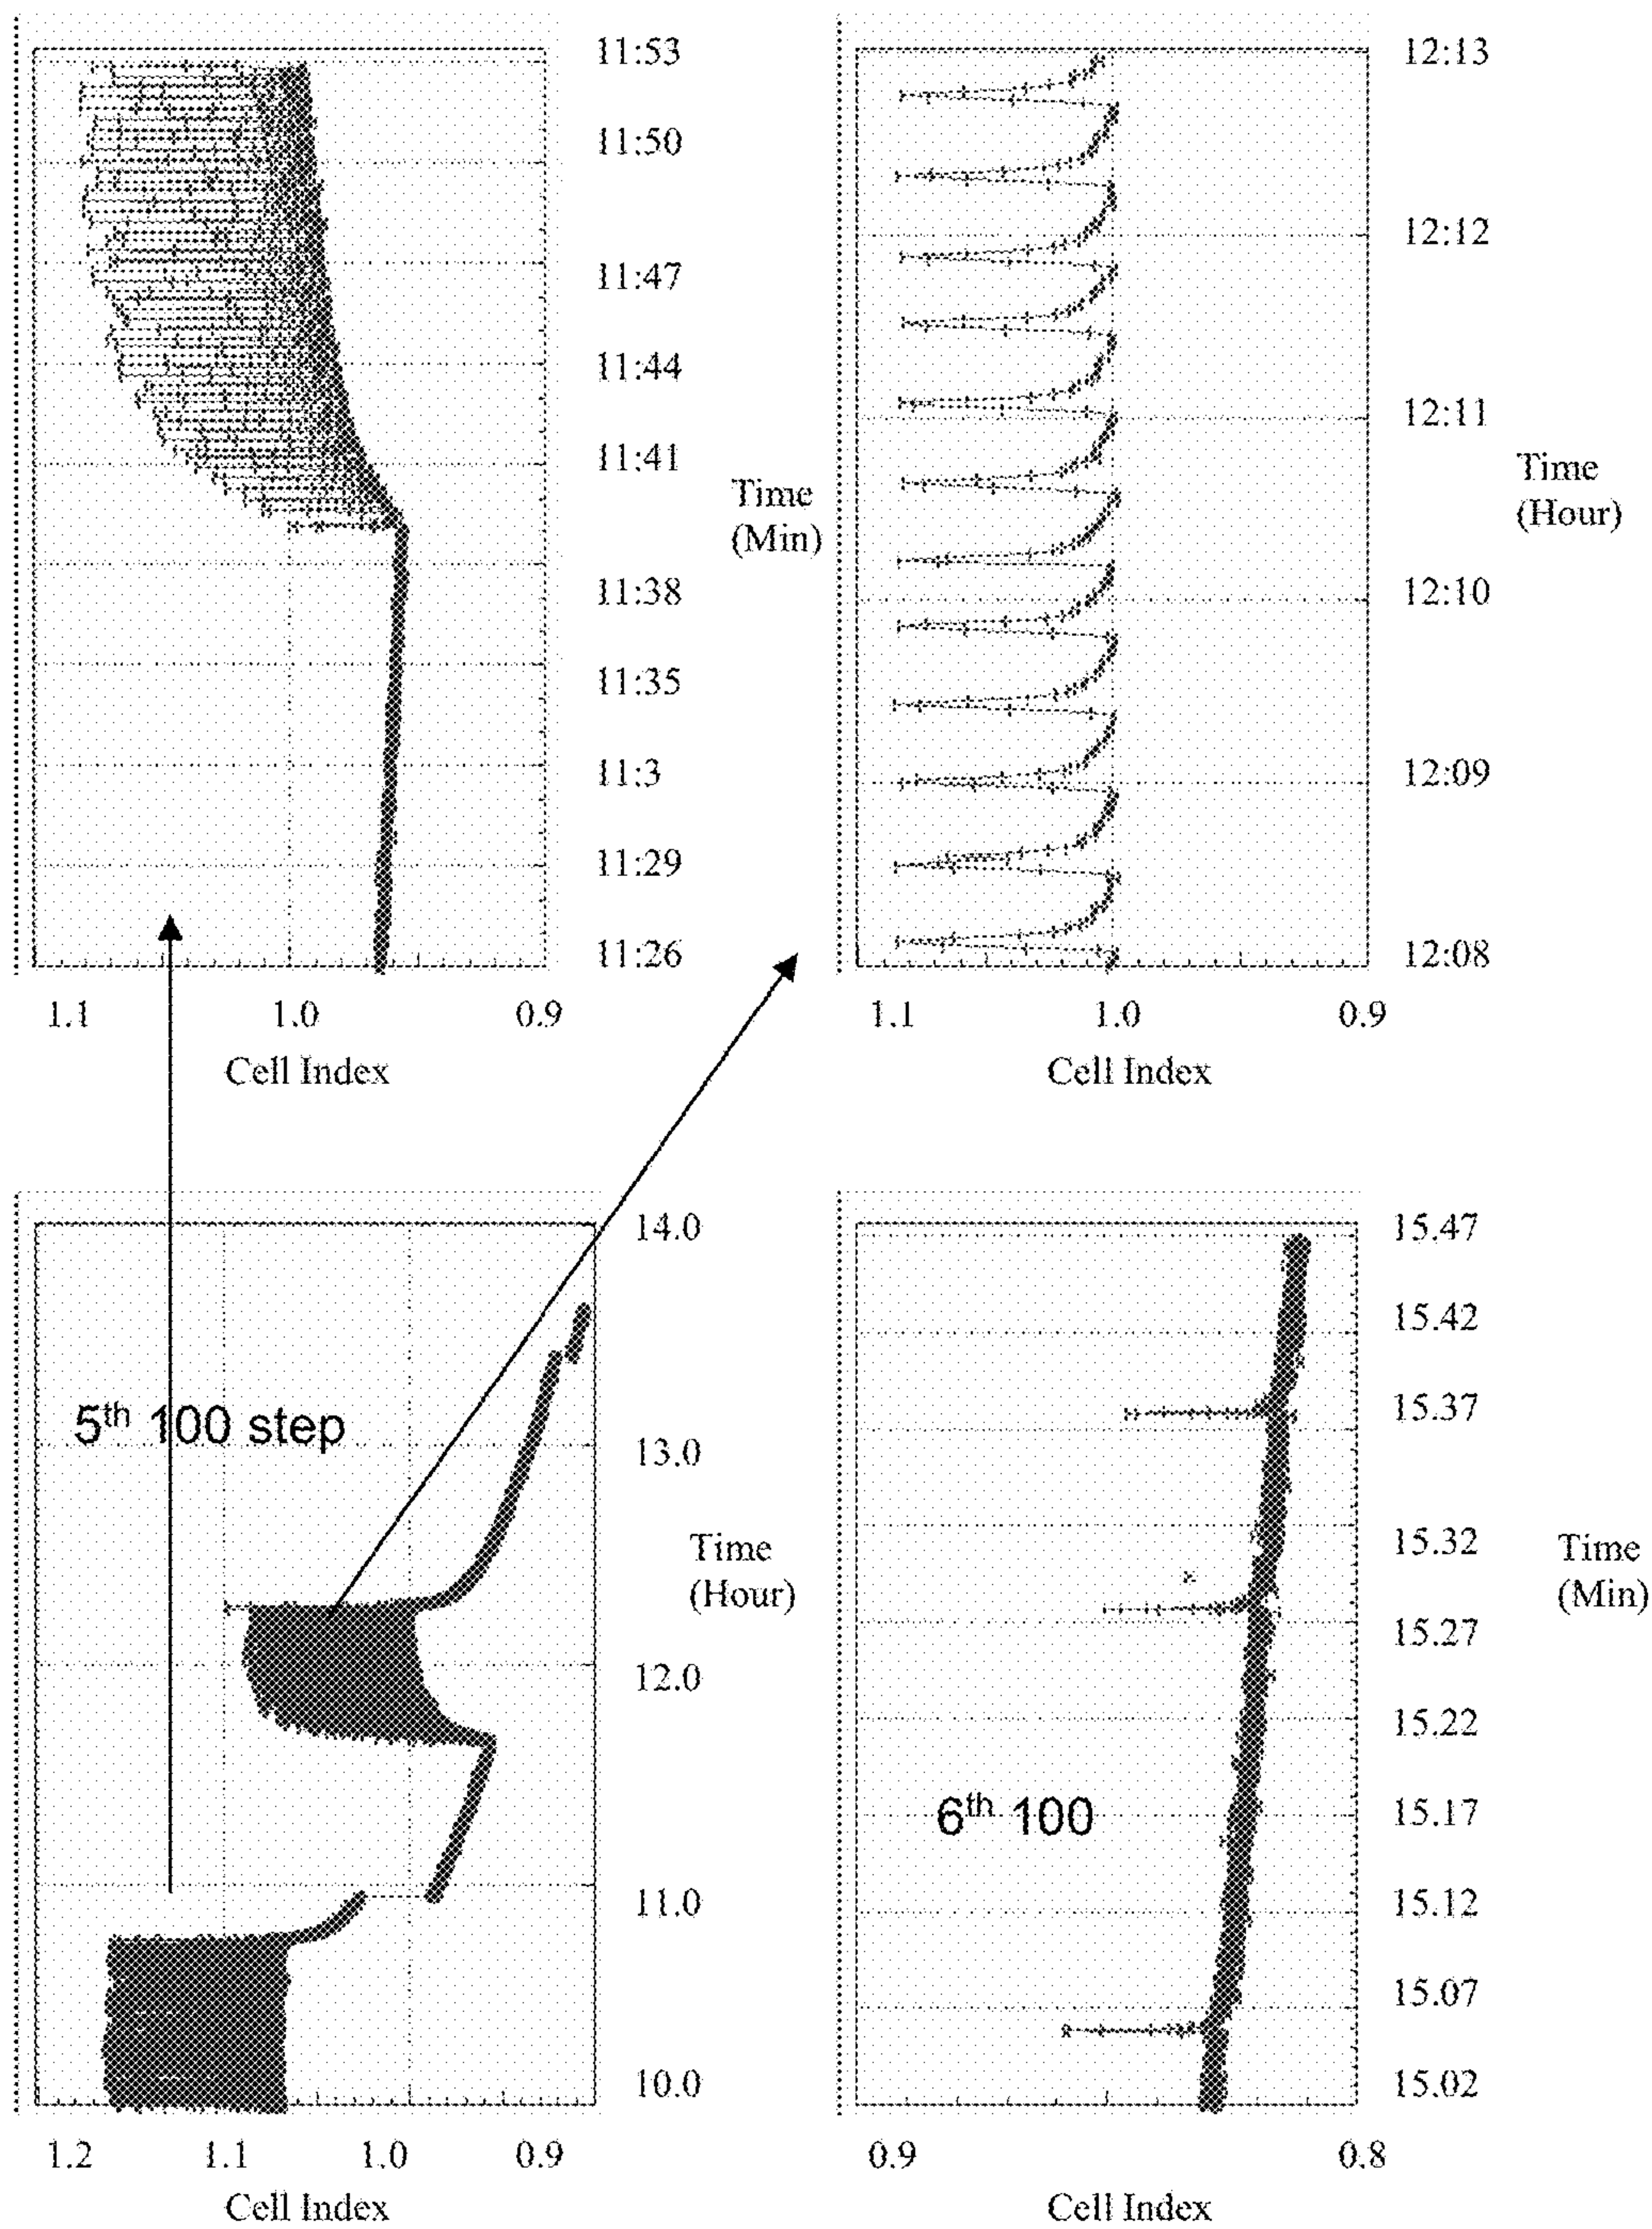 11:53
11:50
11:47
11:44
11:41
11:38
11:35
11:3
11:29
11:26
Time
(Min)
1.1 1.0 0.9
Cell Index
12:13
12:12
12:11
12:10
12:09
12:08
Time
(Hour)
1.1 1.0 0.9
Cell Index
14.0
13.0
12.0
11.0
10.0
Time
(Hour)
5th 100 step
1.2 1.1 1.0 0.9
Cell Index
15.47
15.42
15.37
15.32
15.27
15.22
15.17
15.12
15.07
15.02
Time
(Min)
6th 100
0.9 0.8
Cell Index